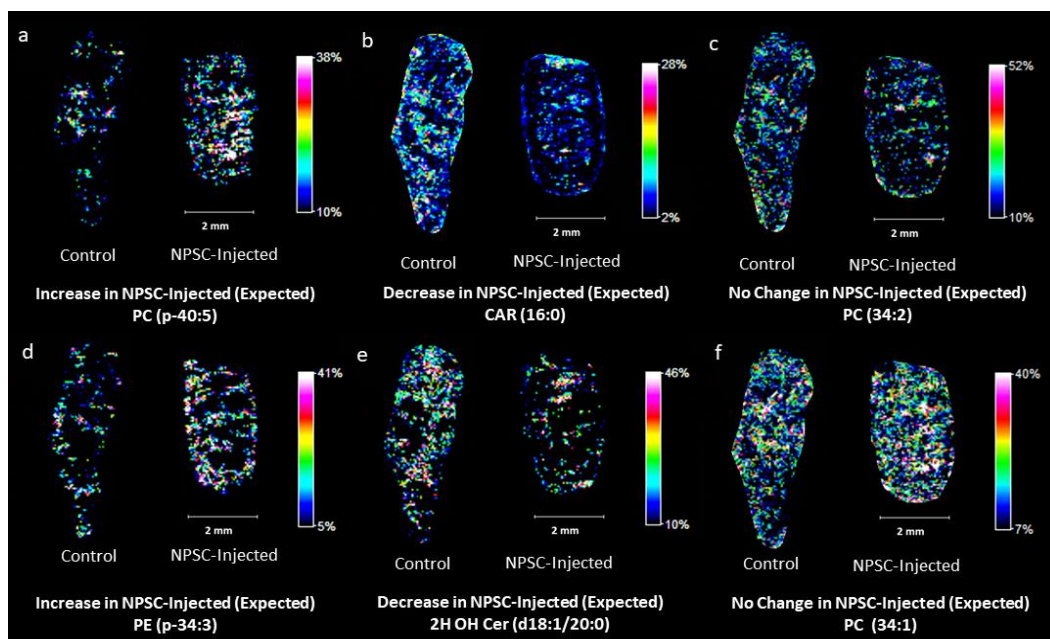 a
38%
10%
2 mm
Control
NPSC-Injected
Increase in NPSC-Injected (Expected)
PC (p-40:5)
b
28%
2%
2 mm
Control
NPSC-Injected
Decrease in NPSC-Injected (Expected)
CAR (16:0)
c
52%
10%
2 mm
Control
NPSC-Injected
No Change in NPSC-Injected (Expected)
PC (34:2)
d
41%
5%
2 mm
Control
NPSC-Injected
Increase in NPSC-Injected (Expected)
PE (p-34:3)
e
46%
10%
2 mm
Control
NPSC-Injected
Decrease in NPSC-Injected (Expected)
2H OH Cer (d18:1/20:0)
f
40%
7%
2 mm
Control
NPSC-Injected
No Change in NPSC-Injected (Expected)
PC (34:1)